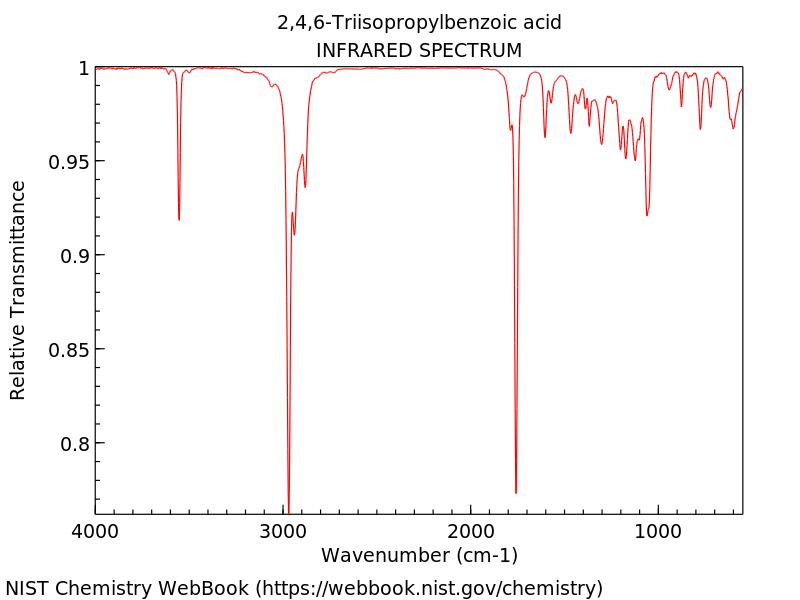 2,4,6-Triisopropylbenzoic acid
INFRARED SPECTRUM
1
0.95
0.9
0.85
0.8
Relative Transmittance
4000 3000 2000 1000
Wavenumber (cm-1)
NIST Chemistry WebBook (https://webbook.nist.gov/chemistry)